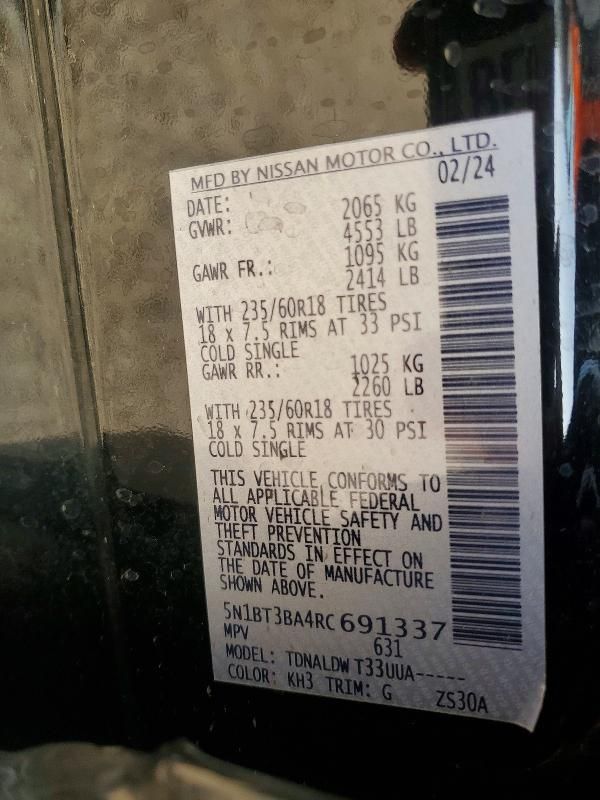 MFD BY NISSAN MOTOR CO., LTD.
DATE: 02/24
GVWR: 2065 KG
4553 LB
GAWR FR.: 1095 KG
2414 LB
WITH 235/60R18 TIRES
18 x 7.5 RIMS AT 33 PSI
COLD SINGLE
GAWR RR.: 1025 KG
2260 LB
WITH 235/60R18 TIRES
18 x 7.5 RIMS AT 30 PSI
COLD SINGLE
THIS VEHICLE CONFORMS TO
ALL APPLICABLE FEDERAL
MOTOR VEHICLE SAFETY AND
THEFT PREVENTION
STANDARDS IN EFFECT ON
THE DATE OF MANUFACTURE
SHOWN ABOVE.
5N1BT3BA4RC691337
MPV 631
MODEL: TDNALDW T33UUA-----
COLOR: KH3 TRIM: G ZS30A